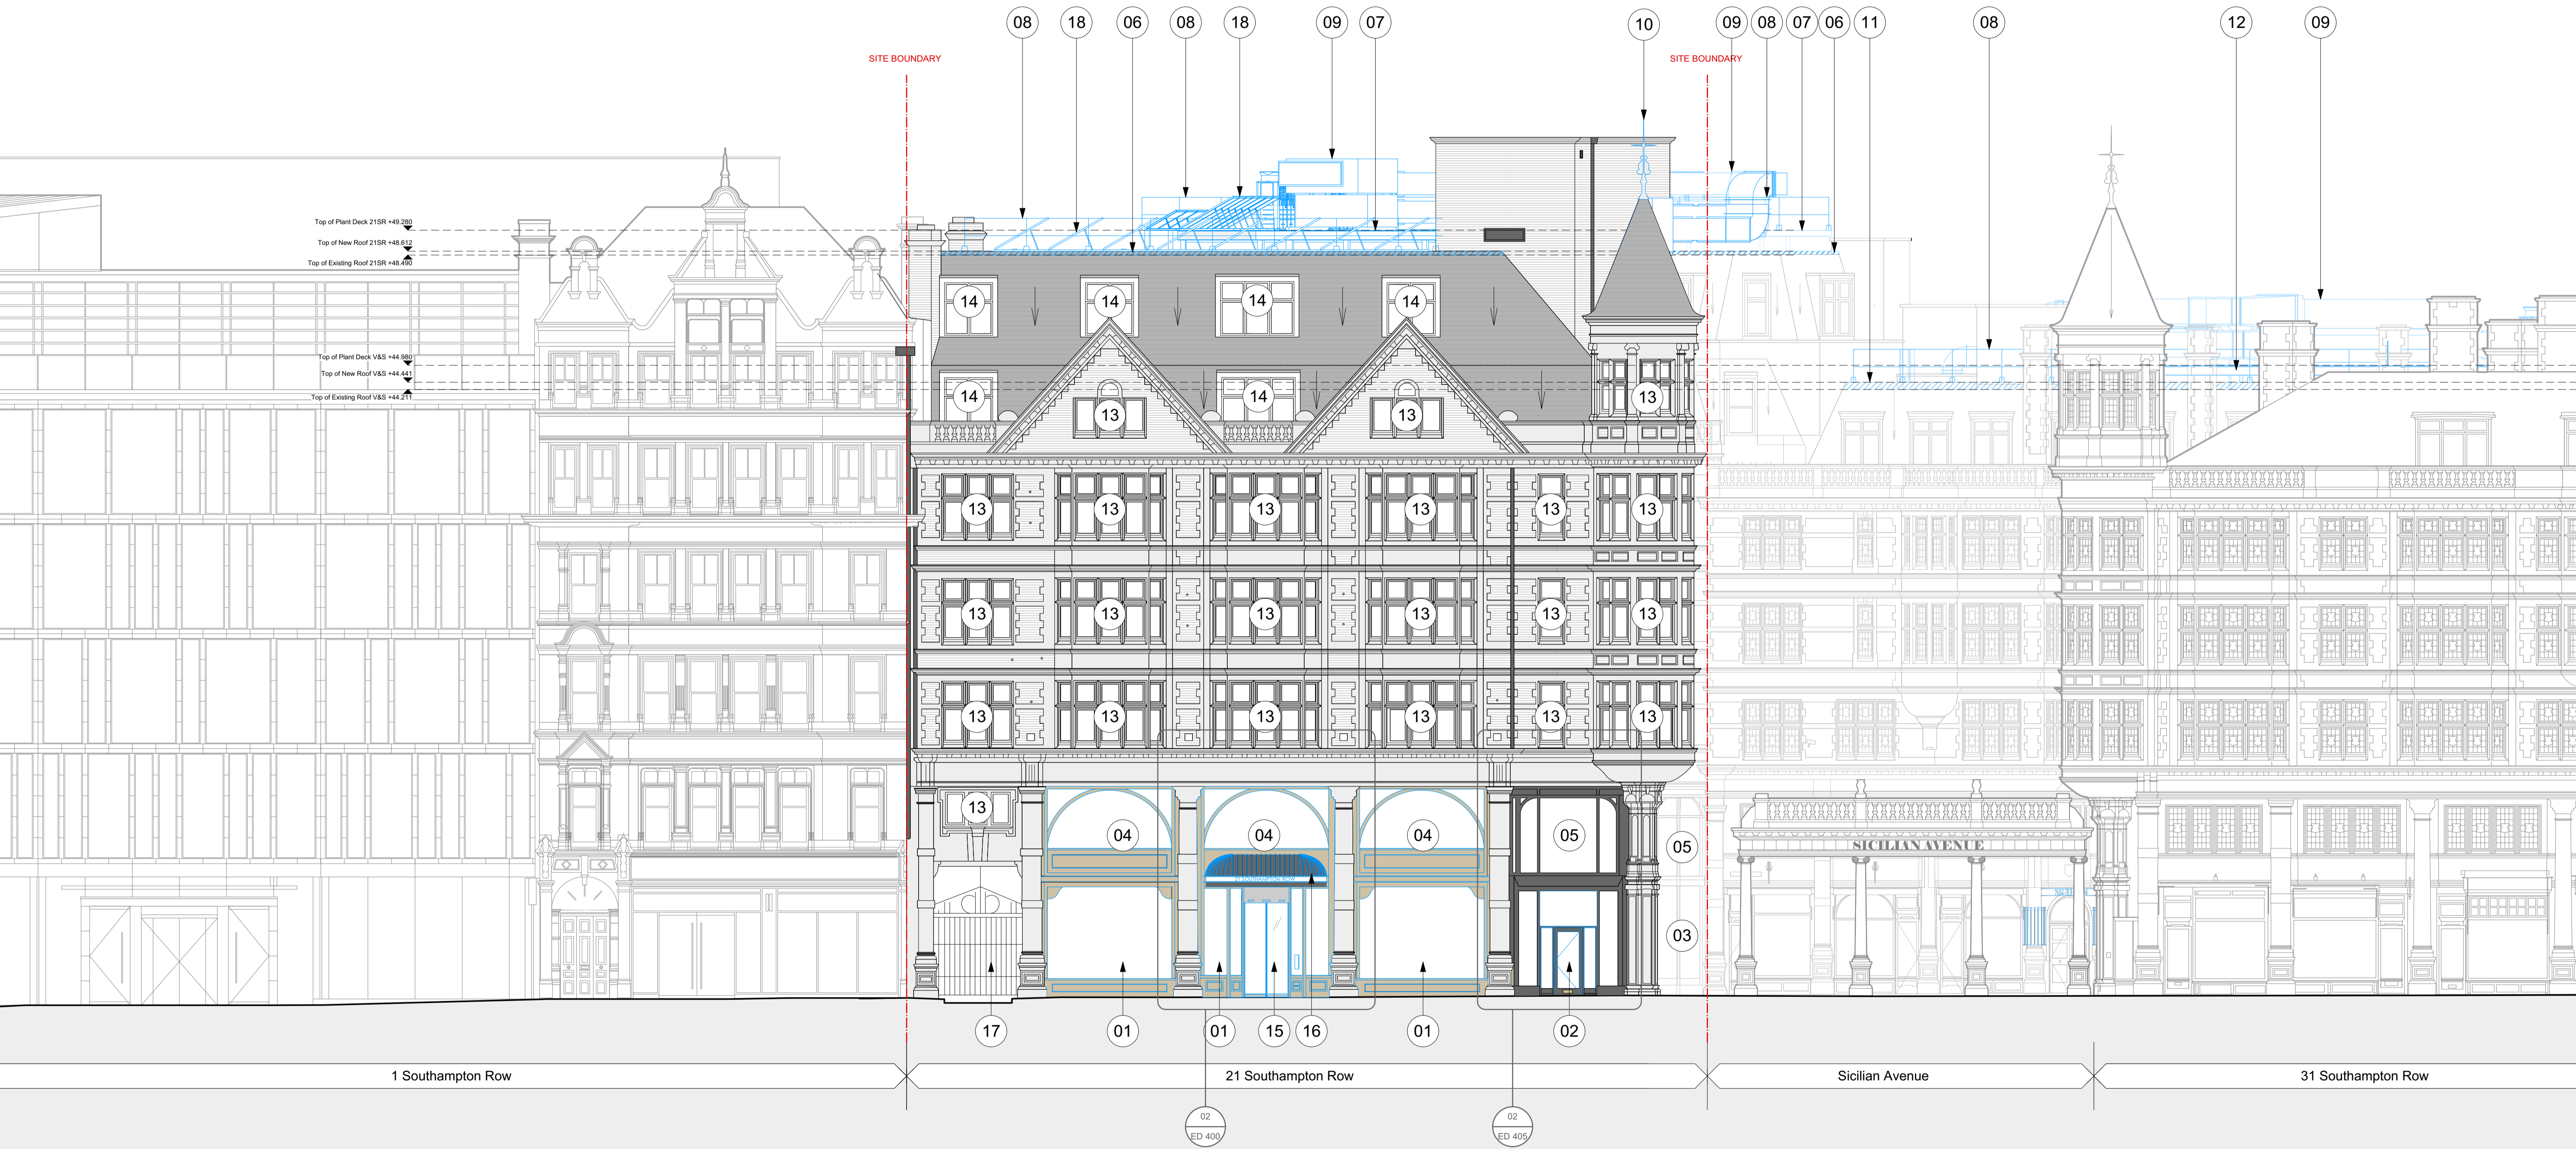 08 18 06 08 18 09 07 10 09 08 07 06 11 08 12 09
SITE BOUNDARY SITE BOUNDARY
Top of Plant Deck 21SR +49.280
Top of New Roof 21SR +48.612
Top of Existing Roof 21SR +48.490
14 14 14 14
Top of Plant Deck V&S +44.980
Top of New Roof V&S +44.441
Top of Existing Roof V&S +44.211
14 14 13
13 13
13 13 13 13 13 13
13 13 13 13 13 13
13 13 13 13 13 13
13
04 04 04 05 05
SICILIAN AVENUE
21 SOUTHAMPTON ROW
03
17 01 01 15 16 01 02
1 Southampton Row 21 Southampton Row Sicilian Avenue 31 Southampton Row
02 02
ED 400 ED 405